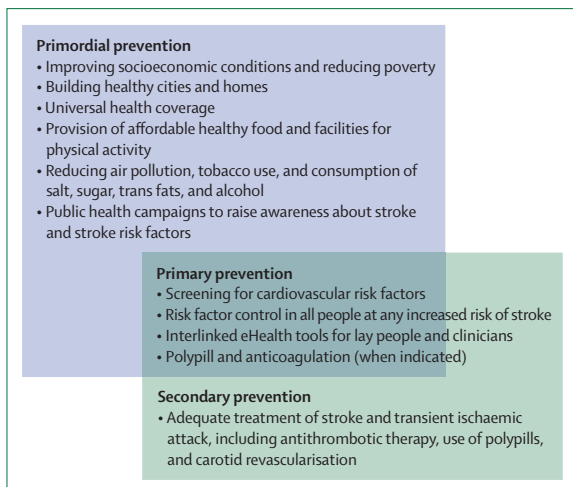 Primordial prevention
• Improving socioeconomic conditions and reducing poverty
• Building healthy cities and homes
• Universal health coverage
• Provision of affordable healthy food and facilities for
physical activity
• Reducing air pollution, tobacco use, and consumption of
salt, sugar, trans fats, and alcohol
• Public health campaigns to raise awareness about stroke
and stroke risk factors
Primary prevention
• Screening for cardiovascular risk factors
• Risk factor control in all people at any increased risk of stroke
• Interlinked eHealth tools for lay people and clinicians
• Polypill and anticoagulation (when indicated)
Secondary prevention
• Adequate treatment of stroke and transient ischaemic
attack, including antithrombotic therapy, use of polypills,
and carotid revascularisation